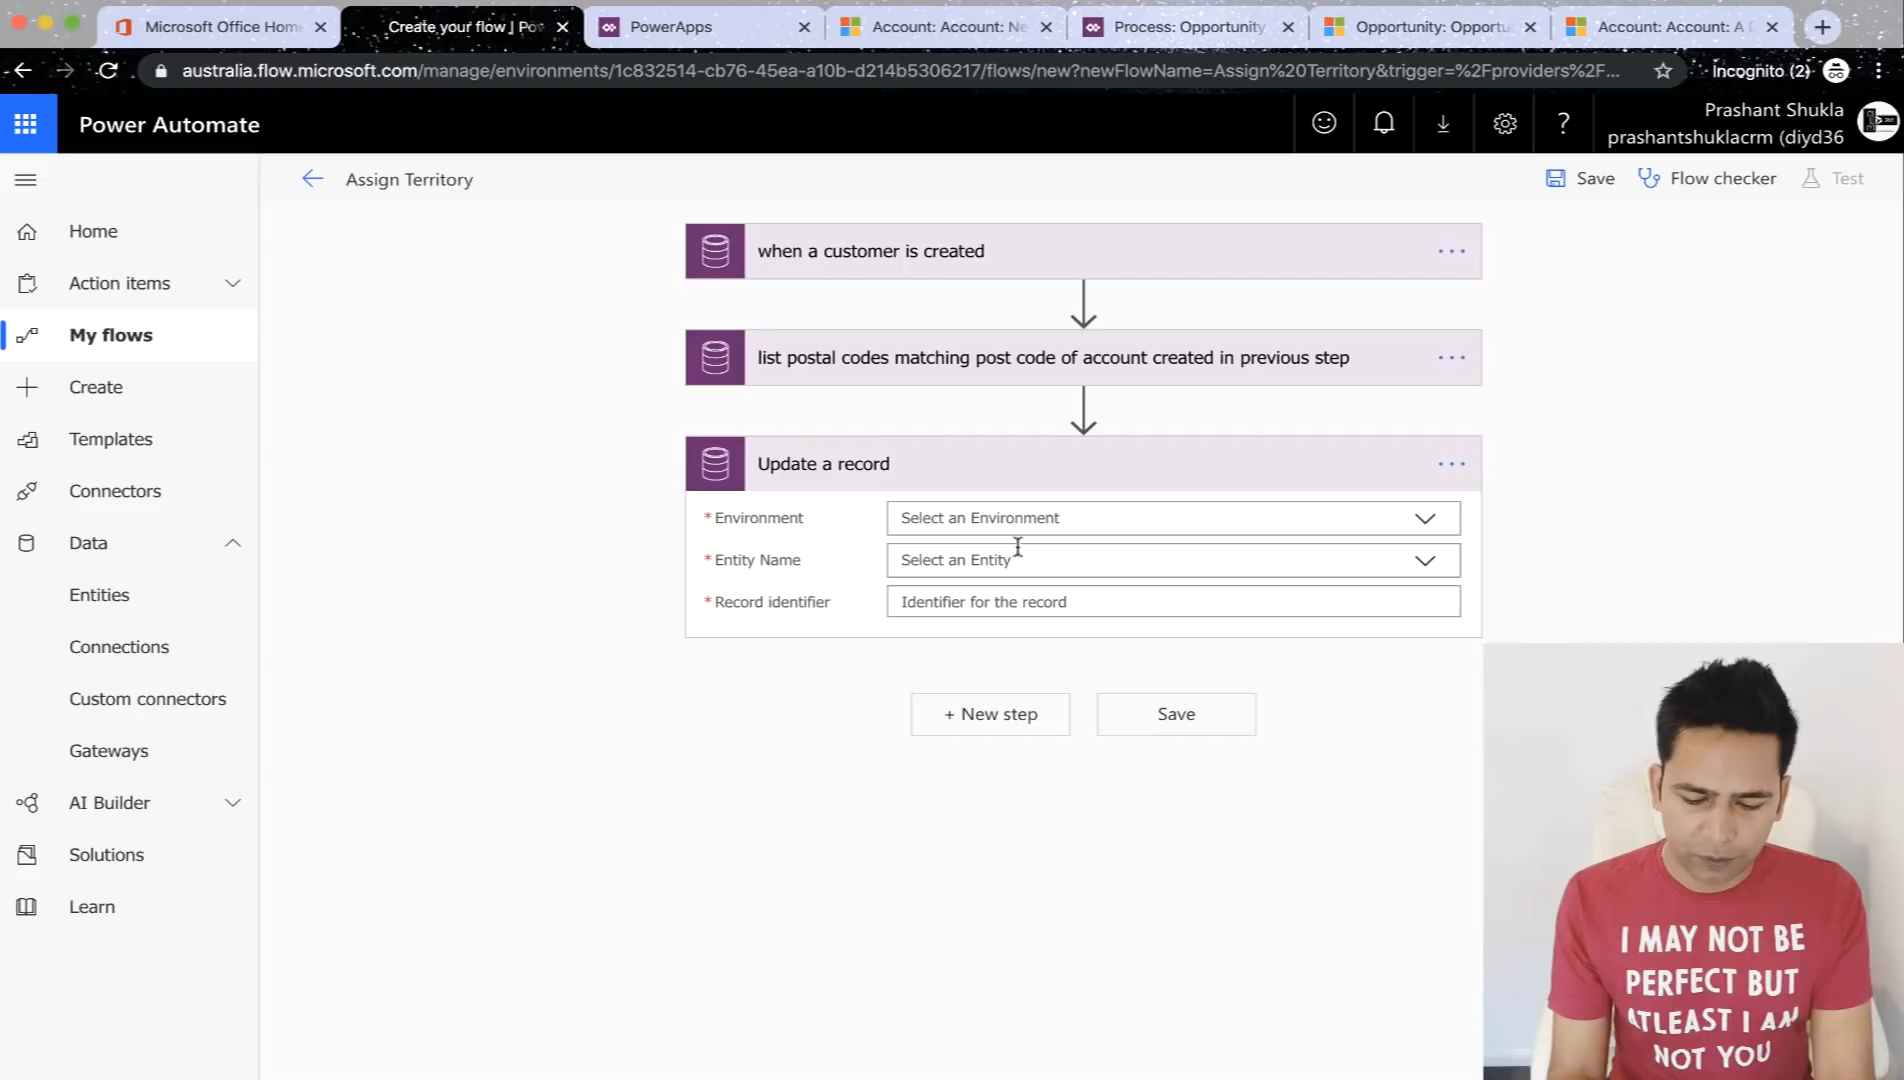 Microsoft Office Hom
Create your flow | Po
PowerApps
Account: Account: Ne
Process: Opportunity
Opportunity: Opportu
Account: Account: A D
australia.flow.microsoft.com/manage/environments/1c832514-cb76-45ea-a10b-d214b5306217/flows/new?newFlowName=Assign%20Territory&trigger=%2Fproviders%2F...
Incognito (2)
Power Automate
?
Prashant Shukla
prashantshuklacrm (diyd36
Assign Territory
Save
Flow checker
Test
Home
Action items
My flows
Create
Templates
Connectors
Data
Entities
Connections
Custom connectors
Gateways
AI Builder
Solutions
Learn
when a customer is created
list postal codes matching post code of account created in previous step
Update a record
* Environment
Select an Environment
* Entity Name
Select an Entity
* Record identifier
Identifier for the record
+ New step
Save
I MAY NOT BE
PERFECT BUT
ATLEAST I AM
NOT YOU